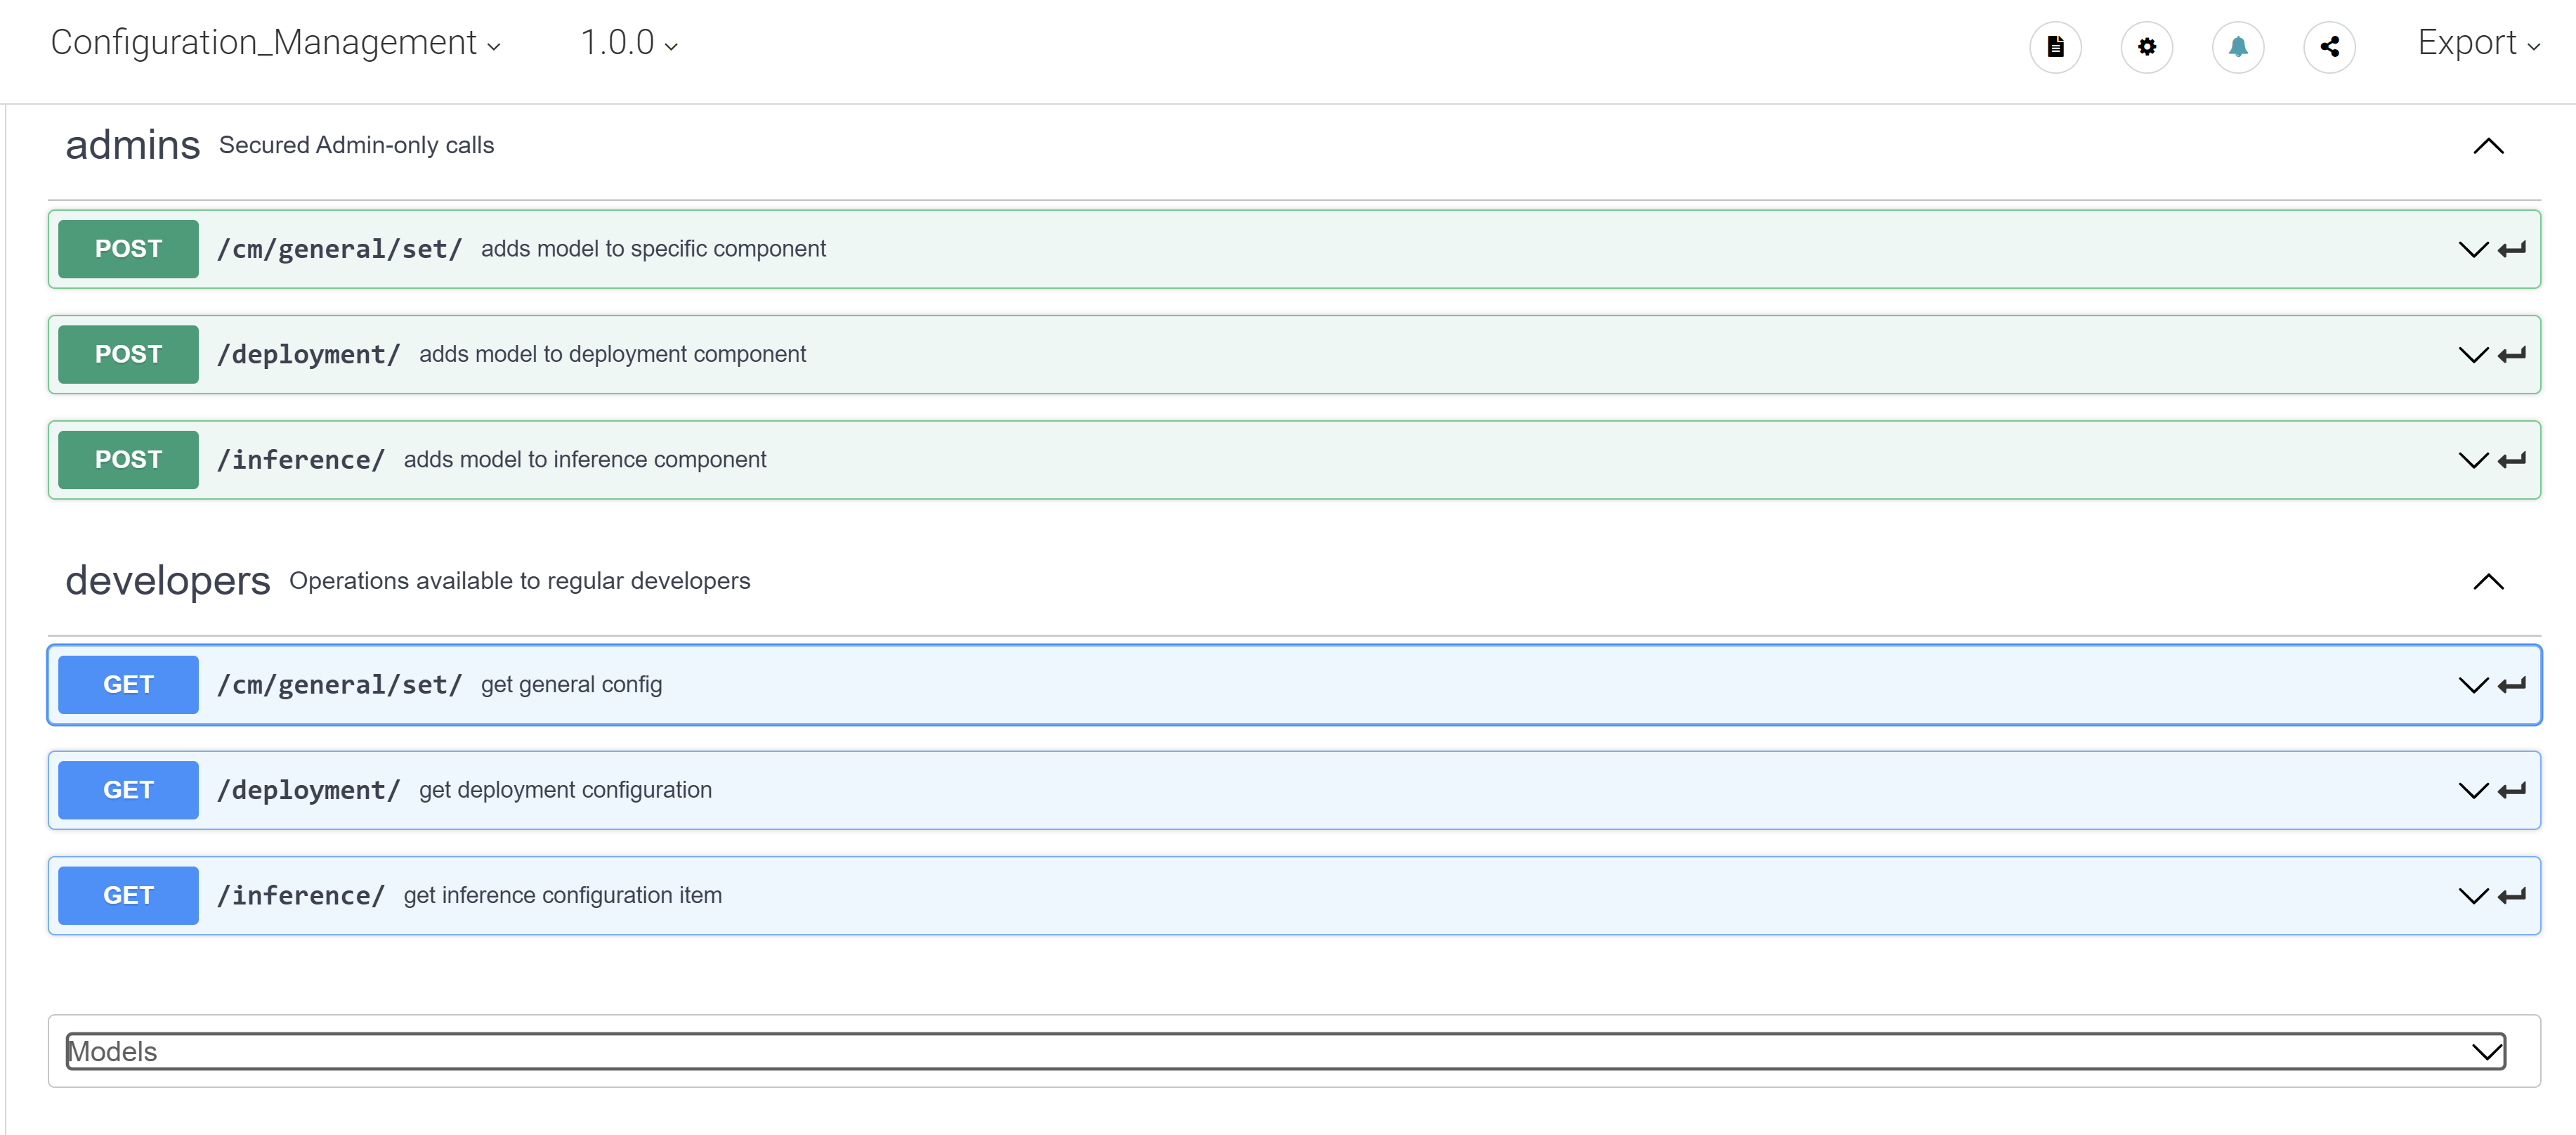 Configuration_Management 1.0.0 Export
admins Secured Admin-only calls
POST /cm/general/set/ adds model to specific component
POST /deployment/ adds model to deployment component
POST /inference/ adds model to inference component
developers Operations available to regular developers
GET /cm/general/set/ get general config
GET /deployment/ get deployment configuration
GET /inference/ get inference configuration item
Models